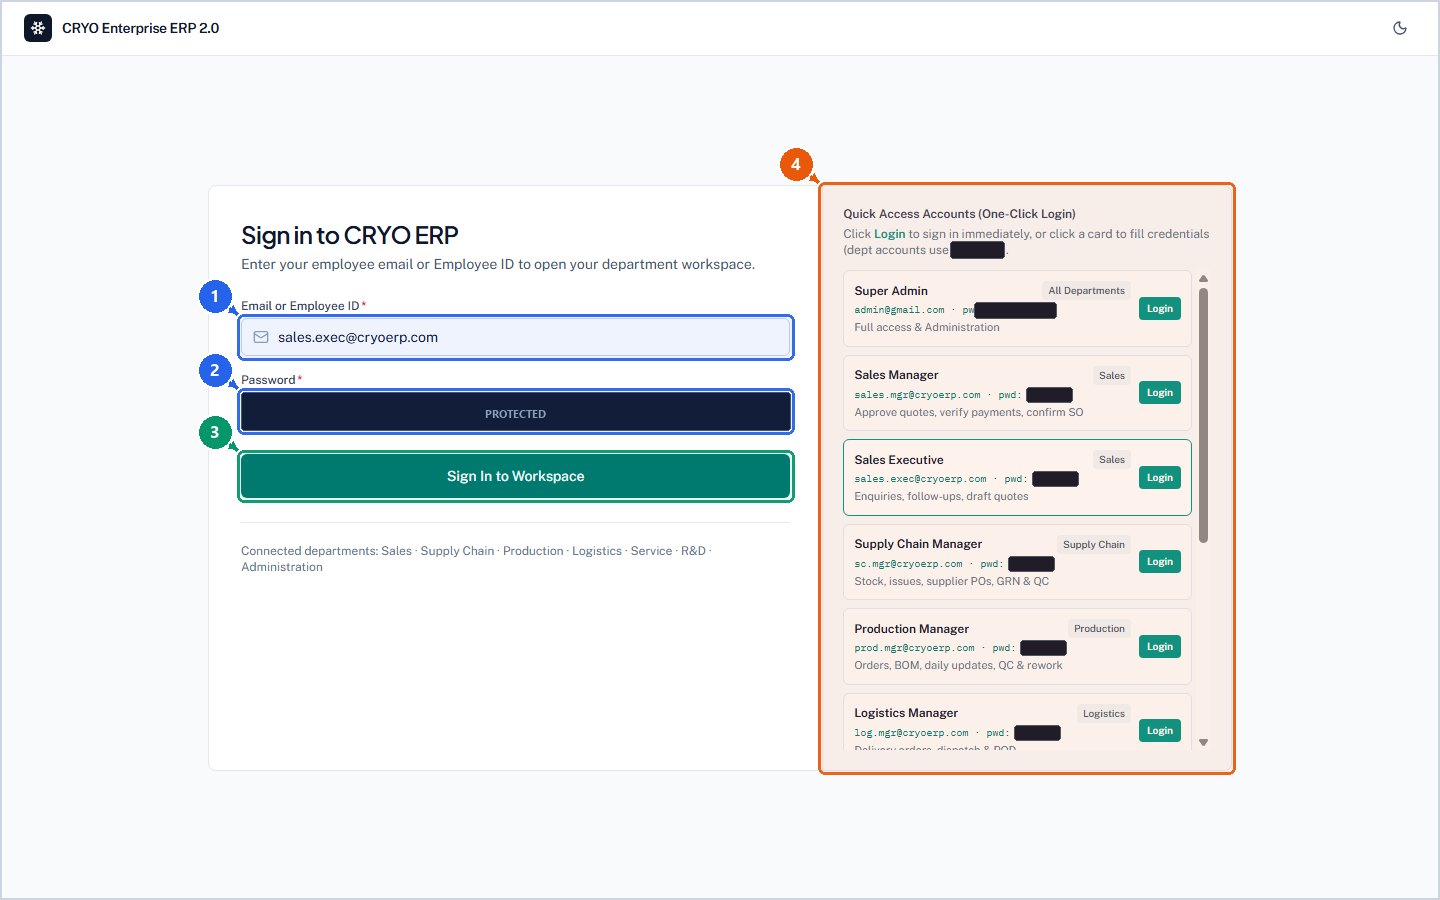 CRYO Enterprise ERP 2.0
Sign in to CRYO ERP
Enter your employee email or Employee ID to open your department workspace.
1
Email or Employee ID *
sales.exec@cryoerp.com
2
Password *
PROTECTED
3
Sign In to Workspace
Connected departments: Sales · Supply Chain · Production · Logistics · Service · R&D ·
Administration
4
Quick Access Accounts (One-Click Login)
Click Login to sign in immediately, or click a card to fill credentials
(dept accounts use .
Super Admin
All Departments
admin@gmail.com · pw
Full access & Administration
Login
Sales Manager
Sales
sales.mgr@cryoerp.com · pwd:
Approve quotes, verify payments, confirm SO
Login
Sales Executive
Sales
sales.exec@cryoerp.com · pwd:
Enquiries, follow-ups, draft quotes
Login
Supply Chain Manager
Supply Chain
sc.mgr@cryoerp.com · pwd:
Stock, issues, supplier POs, GRN & QC
Login
Production Manager
Production
prod.mgr@cryoerp.com · pwd:
Orders, BOM, daily updates, QC & rework
Login
Logistics Manager
Logistics
log.mgr@cryoerp.com · pwd:
Delivery orders, dispatch & POD
Login